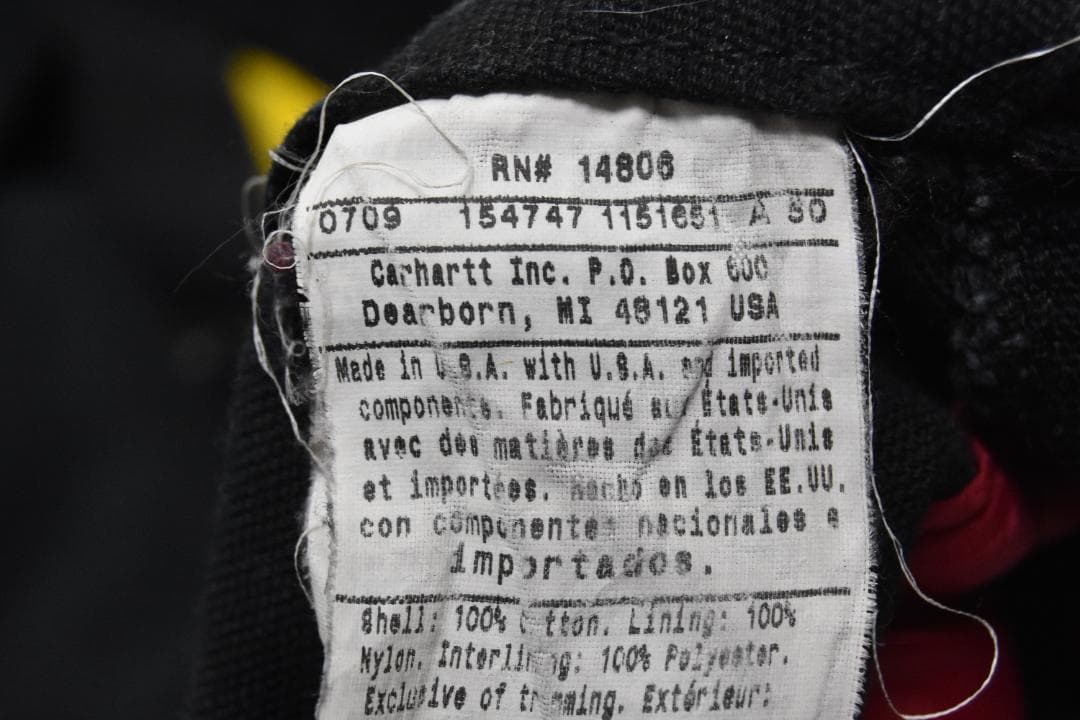 RN# 14806
0709 154747 1151651 A SO
Carhartt Inc. P.O. Box 600
Dearborn, MI 48121 USA
Made in U.S.A. with U.S.A. and imported
components. Fabriqué aux États-Unis
avec des matières des États-Unis
et importées. Hecho en los EE.UU.
con componentes nacionales e
importados.
Shell: 100% Cotton. Lining: 100%
Nylon. Interlining: 100% Polyester.
Exclusive of trimming. Extérieur: